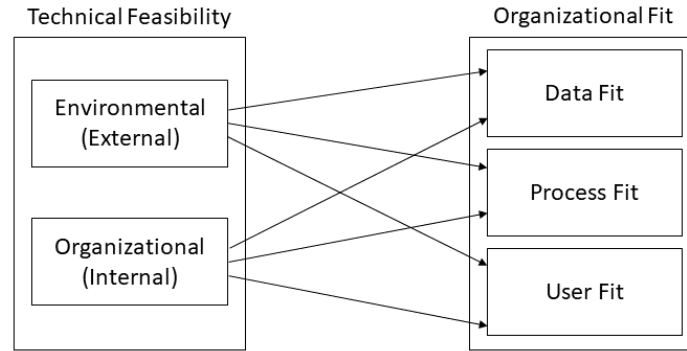 Technical Feasibility
Organizational Fit
Environmental
(External)
Organizational
(Internal)
Data Fit
Process Fit
User Fit